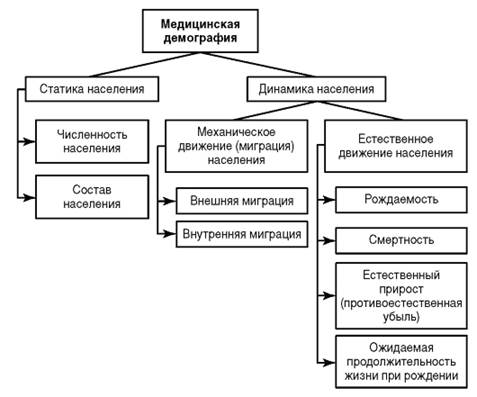 Медицинская
демография
Статика населения
Динамика населения
Численность
населения
Состав
населения
Механическое
движение (миграция)
населения
Внешняя миграция
Внутренняя миграция
Естественное
движение населения
Рождаемость
Смертность
Естественный
прирост
(противоестественная
убыль)
Ожидаемая
продолжительность
жизни при рождении